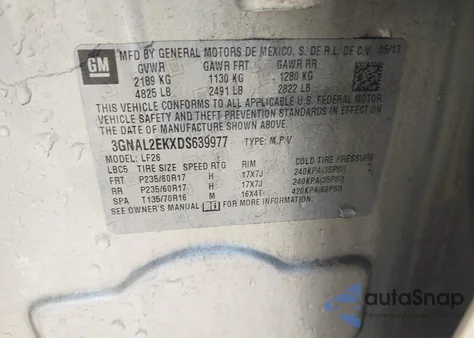 GM
MFD BY GENERAL MOTORS DE MEXICO, S. DE R.L. DE C.V. 05/13
GVWR GAWR FRT GAWR RR
2189 KG 1130 KG 1280 KG
4825 LB 2491 LB 2822 LB
THIS VEHICLE CONFORMS TO ALL APPLICABLE U.S. FEDERAL MOTOR
VEHICLE SAFETY AND THEFT PREVENTION STANDARDS IN EFFECT ON
THE DATE OF MANUFACTURE SHOWN ABOVE.
3GNAL2EKXDS639977 TYPE: M.P.V
MODEL: LF26
LBC5 TIRE SIZE SPEED RTG RIM COLD TIRE PRESSURE
FRT P235/60R17 H 17X7J 240KPA(35PSI)
RR P235/60R17 H 17X7J 240KPA(35PSI)
SPA T135/70R16 M 16X4T 420KPA(60PSI)
SEE OWNER'S MANUAL FOR MORE INFORMATION
autoSnap